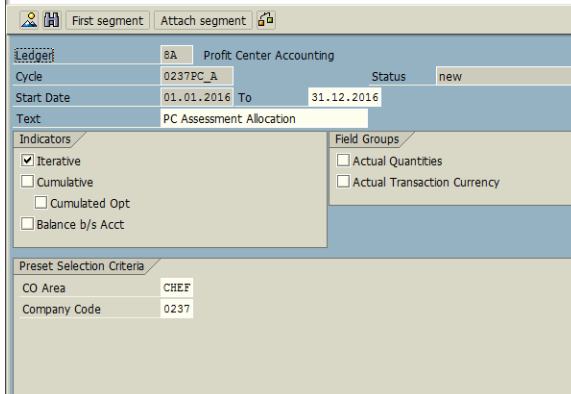 First segment Attach segment
Ledger 8A Profit Center Accounting
Cycle 0237PC_A Status new
Start Date 01.01.2016 To 31.12.2016
Text PC Assessment Allocation
Indicators Field Groups
Iterative Actual Quantities
Cumulative Actual Transaction Currency
Cumulated Opt
Balance b/s Acct
Preset Selection Criteria
CO Area CHEF
Company Code 0237